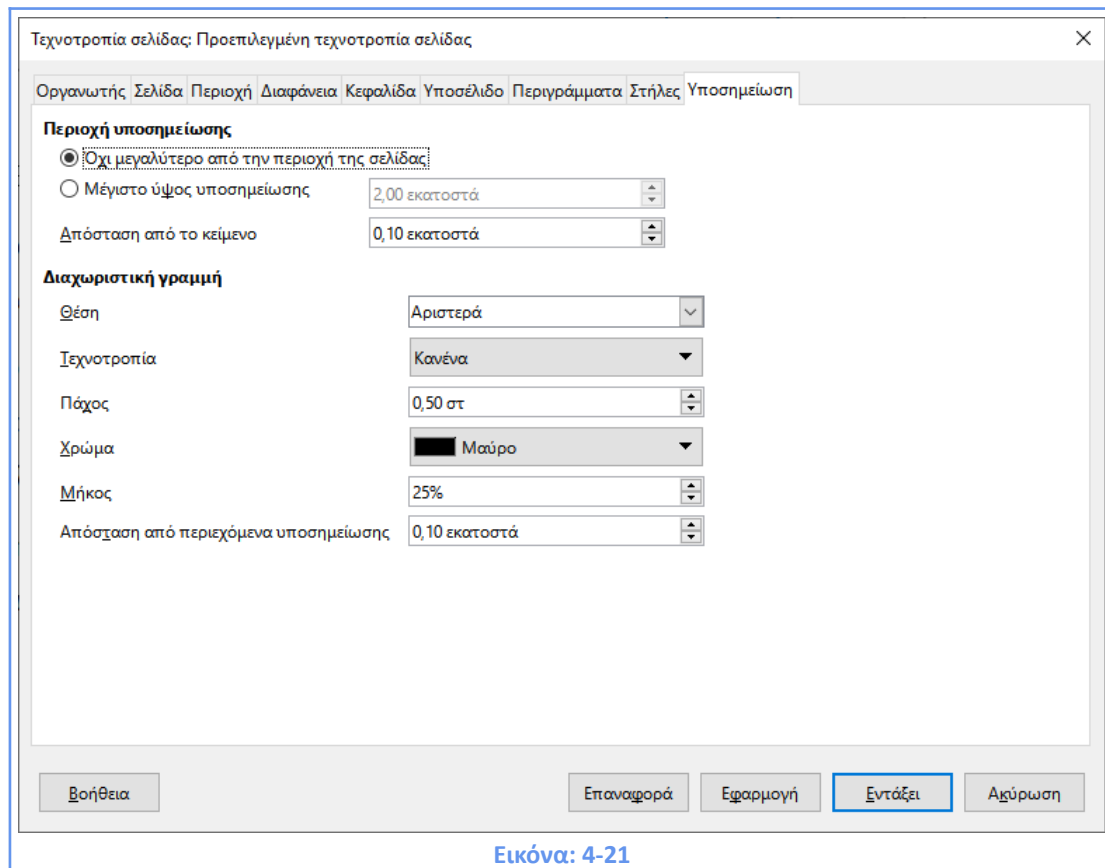 Τεχνοτροπία σελίδας: Προεπιλεγμένη τεχνοτροπία σελίδας
Οργανωτής Σελίδα Περιοχή Διαφάνεια Κεφαλίδα Υποσέλιδο Περιγράμματα Στήλες Υποσημείωση
Περιοχή υποσημείωσης
Όχι μεγαλύτερο από την περιοχή της σελίδας
Μέγιστο ύψος υποσημείωσης 2,00 εκατοστά
Απόσταση από το κείμενο 0,10 εκατοστά
Διαχωριστική γραμμή
Θέση Αριστερά
Τεχνοτροπία Κανένα
Πάχος 0,50 στ
Χρώμα Μαύρο
Μήκος 25%
Απόσταση από περιεχόμενα υποσημείωσης 0,10 εκατοστά
Βοήθεια Επαναφορά Εφαρμογή Εντάξει Ακύρωση
Εικόνα: 4-21